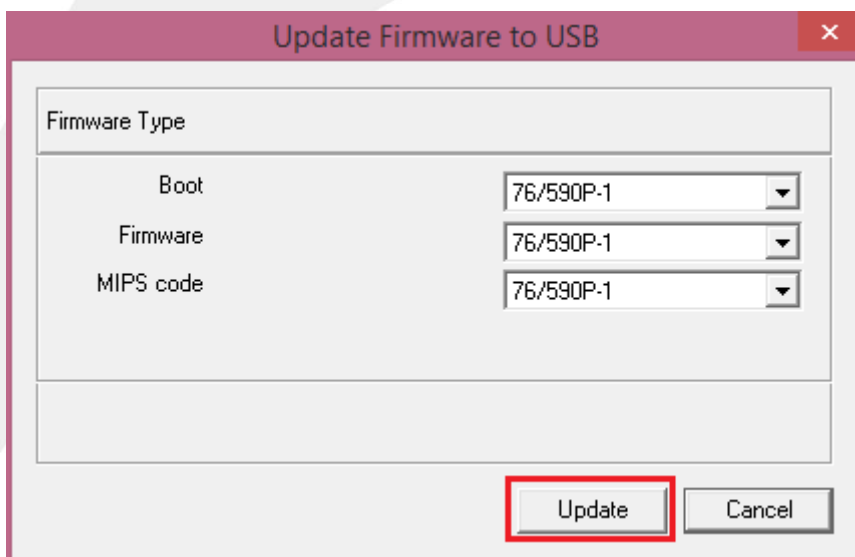 Update Firmware to USB
Firmware Type
Boot 76/590P-1
Firmware 76/590P-1
MIPS code 76/590P-1
Update Cancel